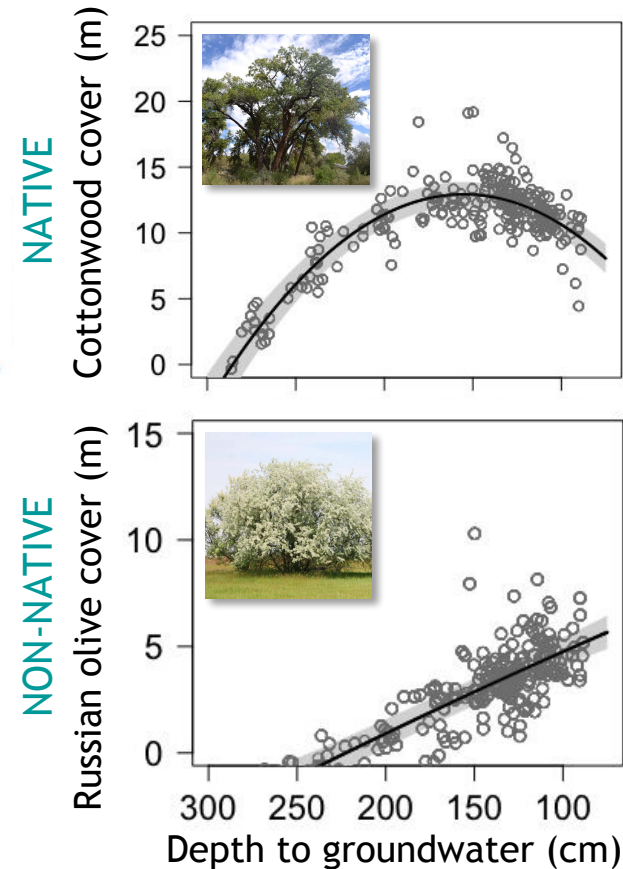 NATIVE
Cottonwood cover (m)
25
20
15
10
5
0
NON-NATIVE
Russian olive cover (m)
15
10
5
0
300 250 200 150 100
Depth to groundwater (cm)